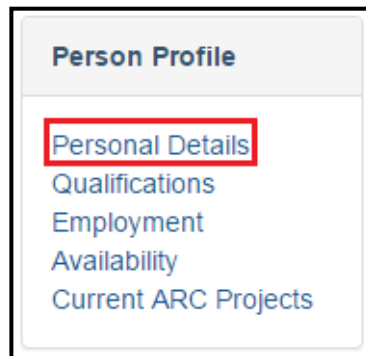 Person Profile
Personal Details
Qualifications
Employment
Availability
Current ARC Projects